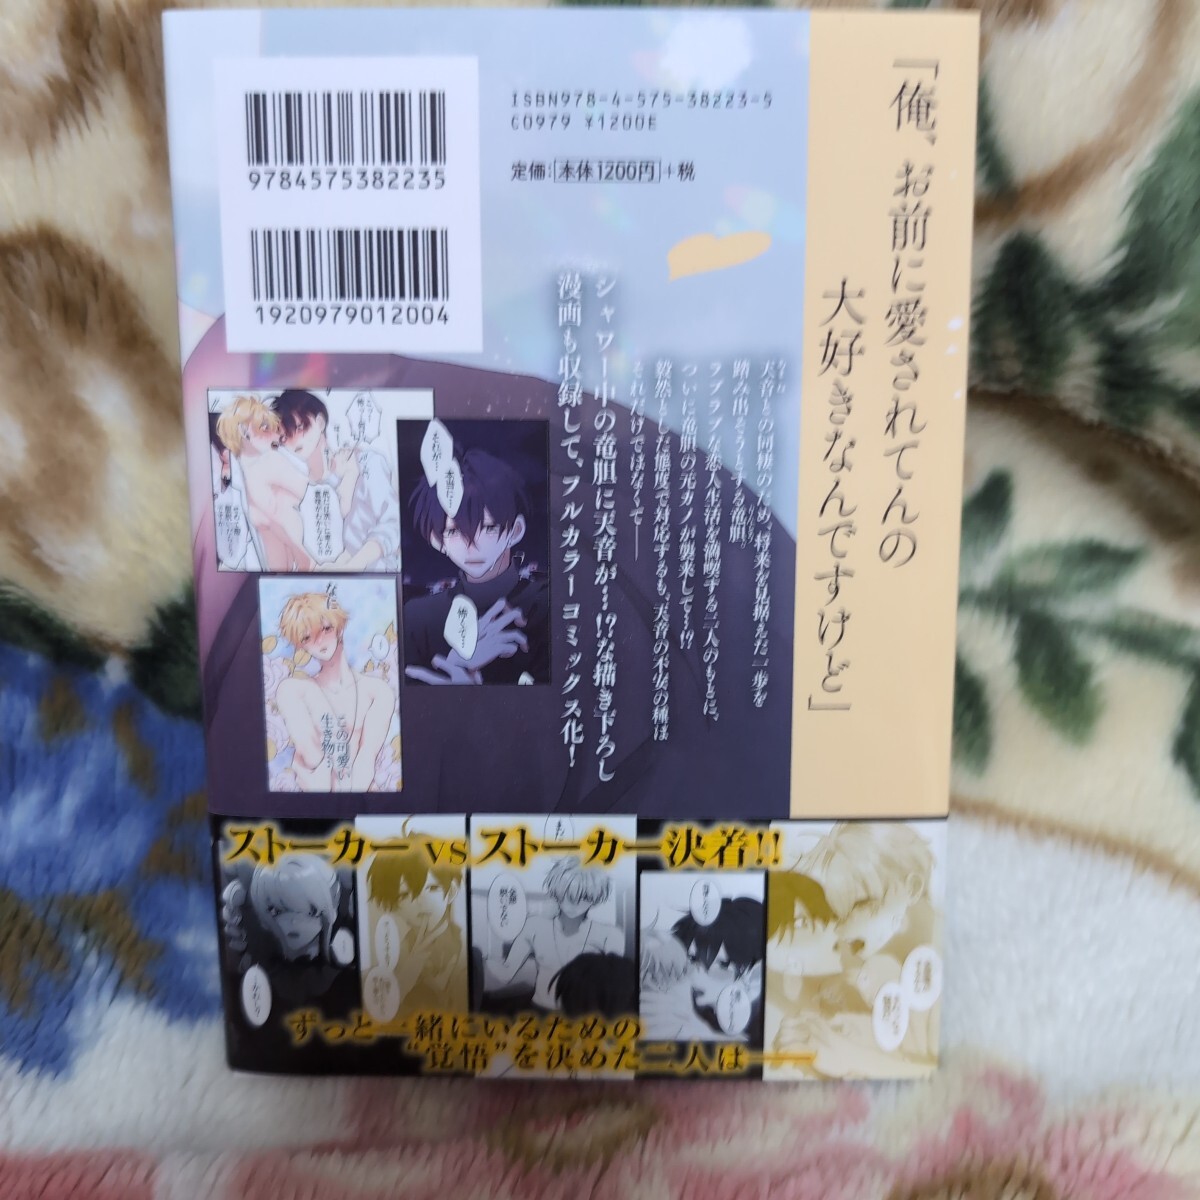 「俺、お前に愛されてんの
大好きなんですけど」
ISBN978-4-575-38223-5
C0979 ¥1200E
定価:本体1200円+税
9784575382235
1920979012004
天音との同棲のため、将来を見据えた一歩を
踏み出そうとする竜胆。
ラブラブな恋人生活を満喫する二人のもとに、
ついに竜胆の元カノが襲来して…!?
毅然とした態度で対応するも、天音の不安の種は
それだけではなくて――
シャワー中の竜胆に天音が…!?な描き下ろし
漫画も収録して、フルカラーコミックス化!
それが…
本当に…
怖くて…
なに
この可愛い
生き物…
ストーカーvsストーカー決着!!
ずっと一緒にいるための
“覚悟”を決めた二人は――